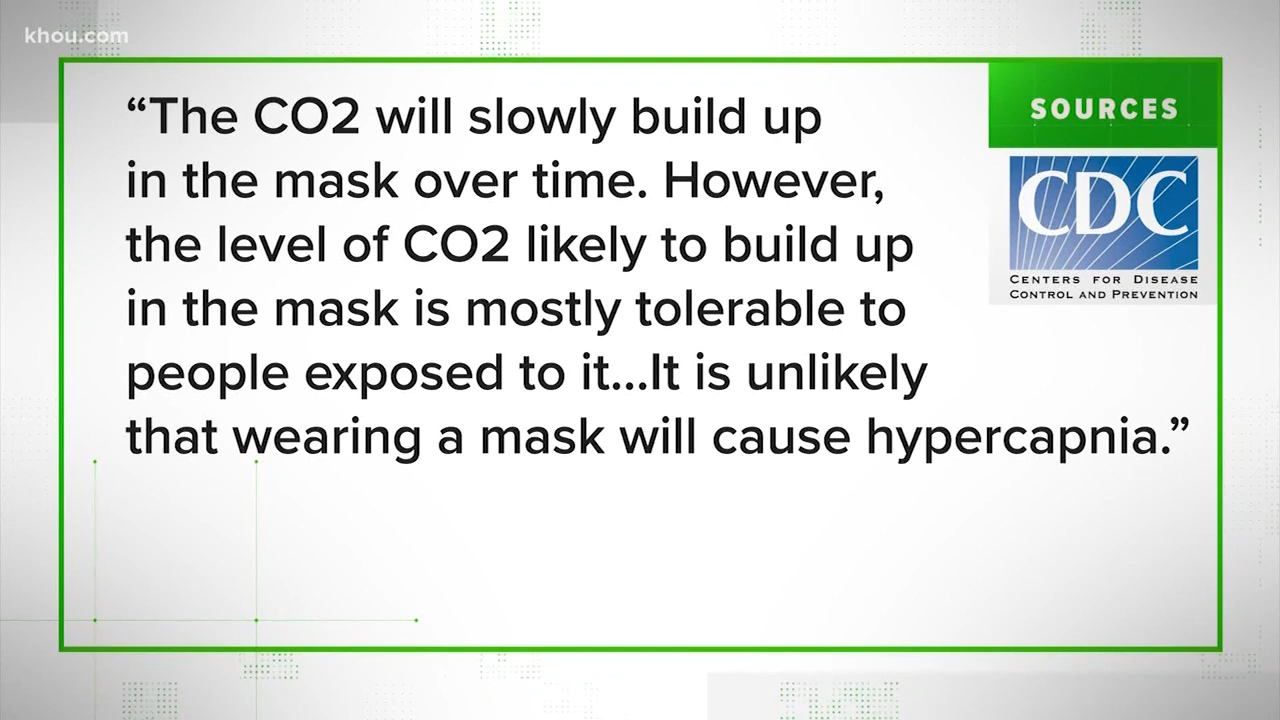 khou.com
“The CO2 will slowly build up
in the mask over time. However,
the level of CO2 likely to build up
in the mask is mostly tolerable to
people exposed to it...It is unlikely
that wearing a mask will cause hypercapnia.”
SOURCES
CDC
CENTERS FOR DISEASE
CONTROL AND PREVENTION